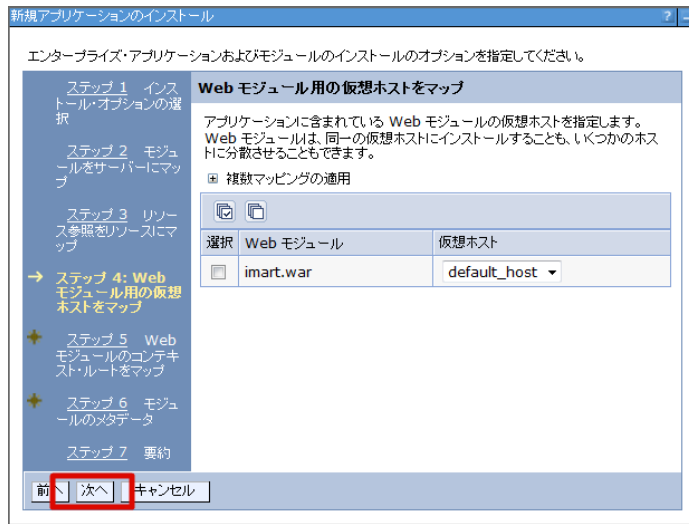 新規アプリケーションのインストール
?
エンタープライズ・アプリケーションおよびモジュールのインストールのオプションを指定してください。
ステップ 1 インス
トール・オプションの選
択
ステップ 2 モジュ
ールをサーバーにマッ
プ
ステップ 3 リソー
ス参照をリソースにマ
ップ
→ ステップ 4: Web
モジュール用の仮想
ホストをマップ
ステップ 5 Web
モジュールのコンテキ
スト・ルートをマップ
ステップ 6 モジュ
ールのメタデータ
ステップ 7 要約
Web モジュール用の仮想ホストをマップ
アプリケーションに含まれている Web モジュールの仮想ホストを指定します。
Web モジュールは、同一の仮想ホストにインストールすることも、いくつかのホス
トに分散させることもできます。
複数マッピングの適用
選択 Web モジュール 仮想ホスト
imart.war default_host
前へ 次へ キャンセル